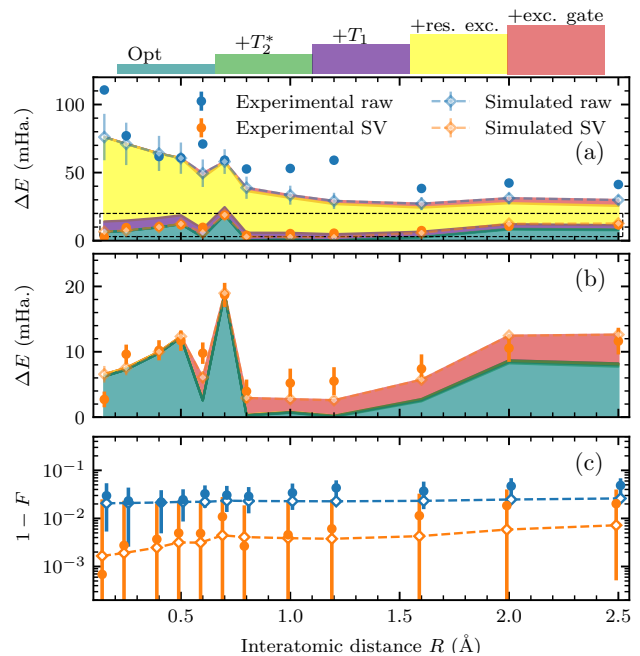 Opt +T₂* +T₁ +res. exc. +exc. gate
100
50
0
ΔE (mHa.)
Experimental raw Simulated raw
Experimental SV Simulated SV
(a)
20
10
0
ΔE (mHa.)
(b)
10⁻¹
10⁻²
10⁻³
1 − F
(c)
0.5 1.0 1.5 2.0 2.5
Interatomic distance R (Å)